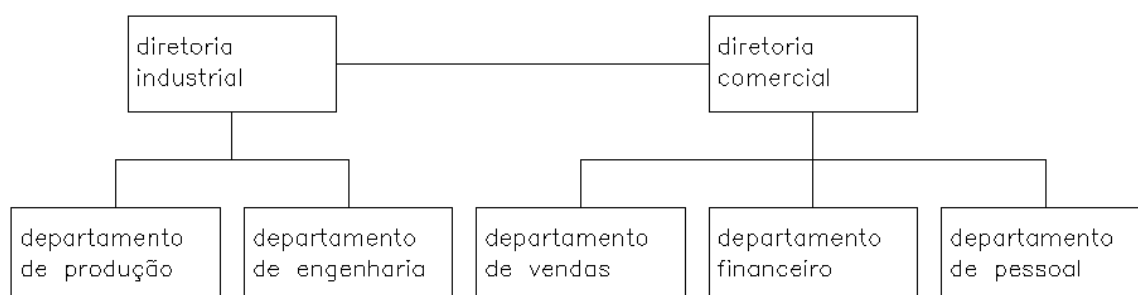 diretoria
industrial
diretoria
comercial
departamento
de produção
departamento
de engenharia
departamento
de vendas
departamento
financeiro
departamento
de pessoal